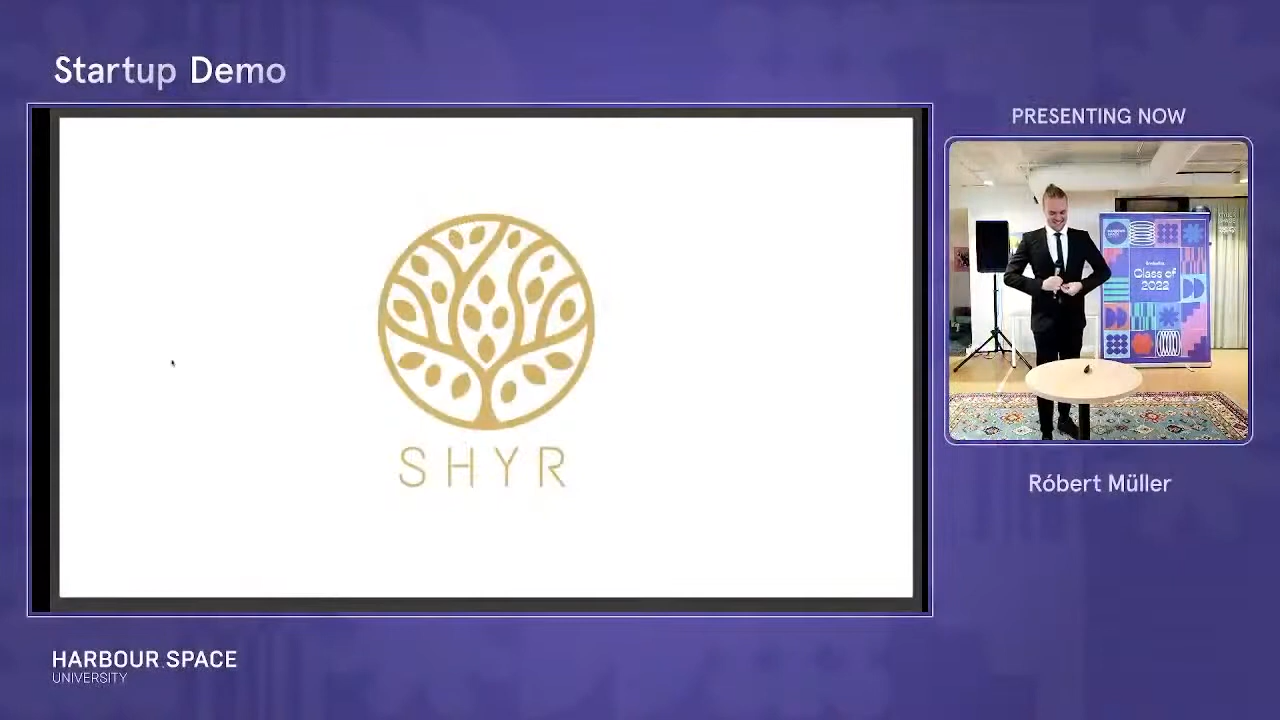 Startup Demo
PRESENTING NOW
SHYR
Class of
2022
Róbert Müller
HARBOUR.SPACE
UNIVERSITY